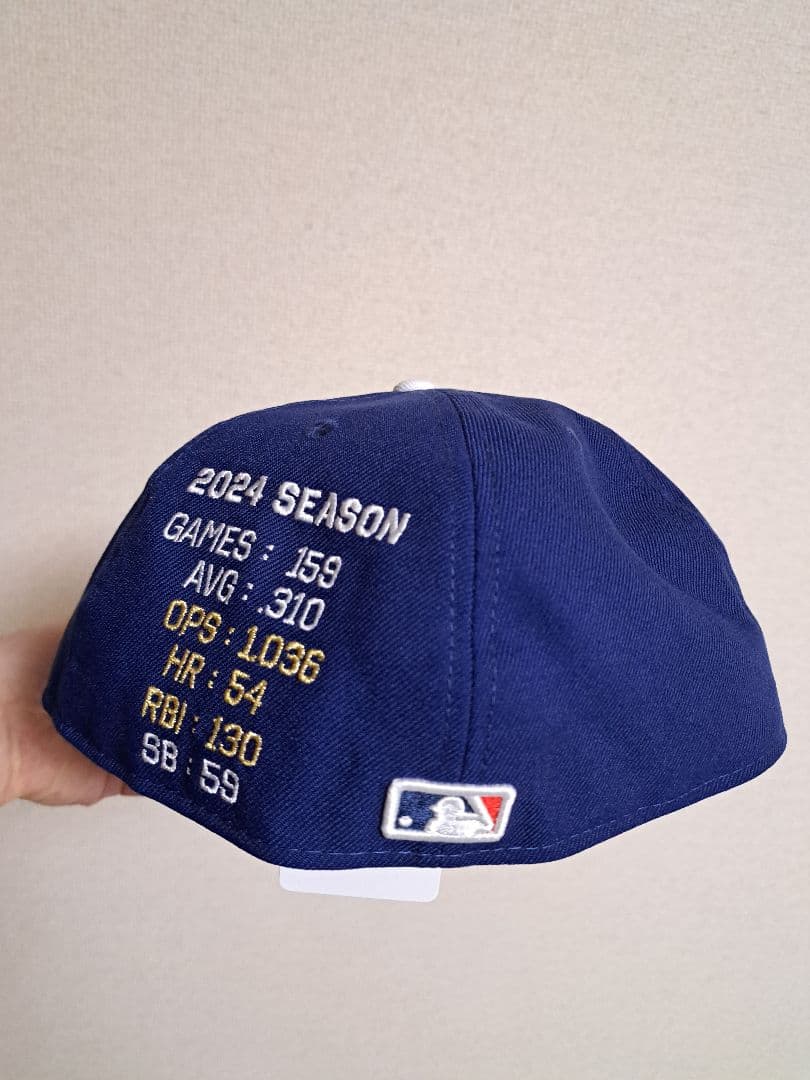 2024 SEASON
GAMES : 159
AVG : .310
OPS : 1.036
HR : 54
RBI : 130
SB : 59